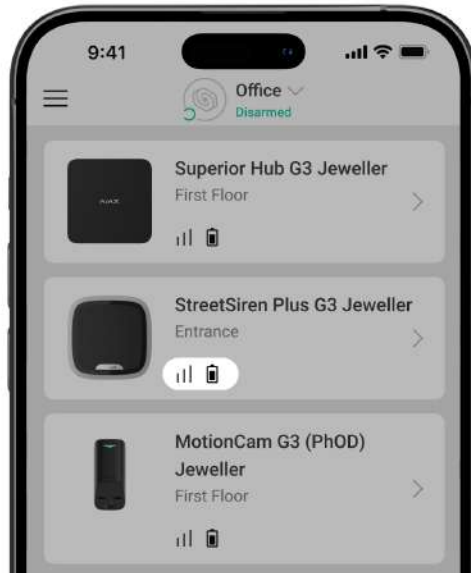 9:41
Office
Disarmed
AJAX
Superior Hub G3 Jeweller
First Floor
StreetSiren Plus G3 Jeweller
Entrance
MotionCam G3 (PhOD)
Jeweller
First Floor